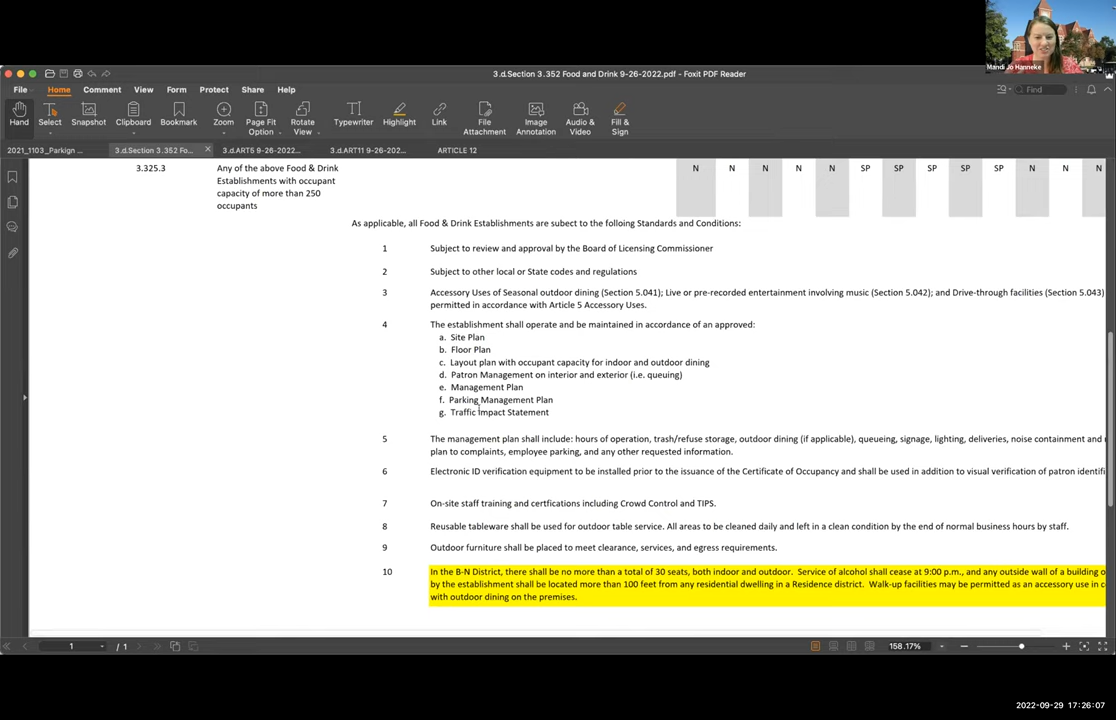 Mandi Jo Hanneke
3.d.Section 3.352 Food and Drink 9-26-2022.pdf - Foxit PDF Reader
File Home Comment View Form Protect Share Help
Find
Hand Select Snapshot Clipboard Bookmark Zoom Page Fit Option Rotate View Typewriter Highlight Link File Attachment Image Annotation Audio & Video Fill & Sign
2021_1103_Parkign ... 3.d.Section 3.352 Fo... 3.d.ART5 9-26-2022... 3.d.ART11 9-26-202... ARTICLE 12
3.325.3 Any of the above Food & Drink N N N N N SP SP SP SP SP N N N
Establishments with occupant
capacity of more than 250
occupants
As applicable, all Food & Drink Establishments are subect to the folloing Standards and Conditions:
1 Subject to review and approval by the Board of Licensing Commissioner
2 Subject to other local or State codes and regulations
3 Accessory Uses of Seasonal outdoor dining (Section 5.041); Live or pre-recorded entertainment involving music (Section 5.042); and Drive-through facilities (Section 5.043)
permitted in accordance with Article 5 Accessory Uses.
4 The establishment shall operate and be maintained in accordance of an approved:
a. Site Plan
b. Floor Plan
c. Layout plan with occupant capacity for indoor and outdoor dining
d. Patron Management on interior and exterior (i.e. queuing)
e. Management Plan
f. Parking Management Plan
g. Traffic Impact Statement
5 The management plan shall include: hours of operation, trash/refuse storage, outdoor dining (if applicable), queueing, signage, lighting, deliveries, noise containment and
plan to complaints, employee parking, and any other requested information.
6 Electronic ID verification equipment to be installed prior to the issuance of the Certificate of Occupancy and shall be used in addition to visual verification of patron identifi
7 On-site staff training and certfications including Crowd Control and TIPS.
8 Reusable tableware shall be used for outdoor table service. All areas to be cleaned daily and left in a clean condition by the end of normal business hours by staff.
9 Outdoor furniture shall be placed to meet clearance, services, and egress requirements.
10 In the B-N District, there shall be no more than a total of 30 seats, both indoor and outdoor. Service of alcohol shall cease at 9:00 p.m., and any outside wall of a building o
by the establishment shall be located more than 100 feet from any residential dwelling in a Residence district. Walk-up facilities may be permitted as an accessory use in c
with outdoor dining on the premises.
1 / 1 158.17%
2022-09-29 17:26:07